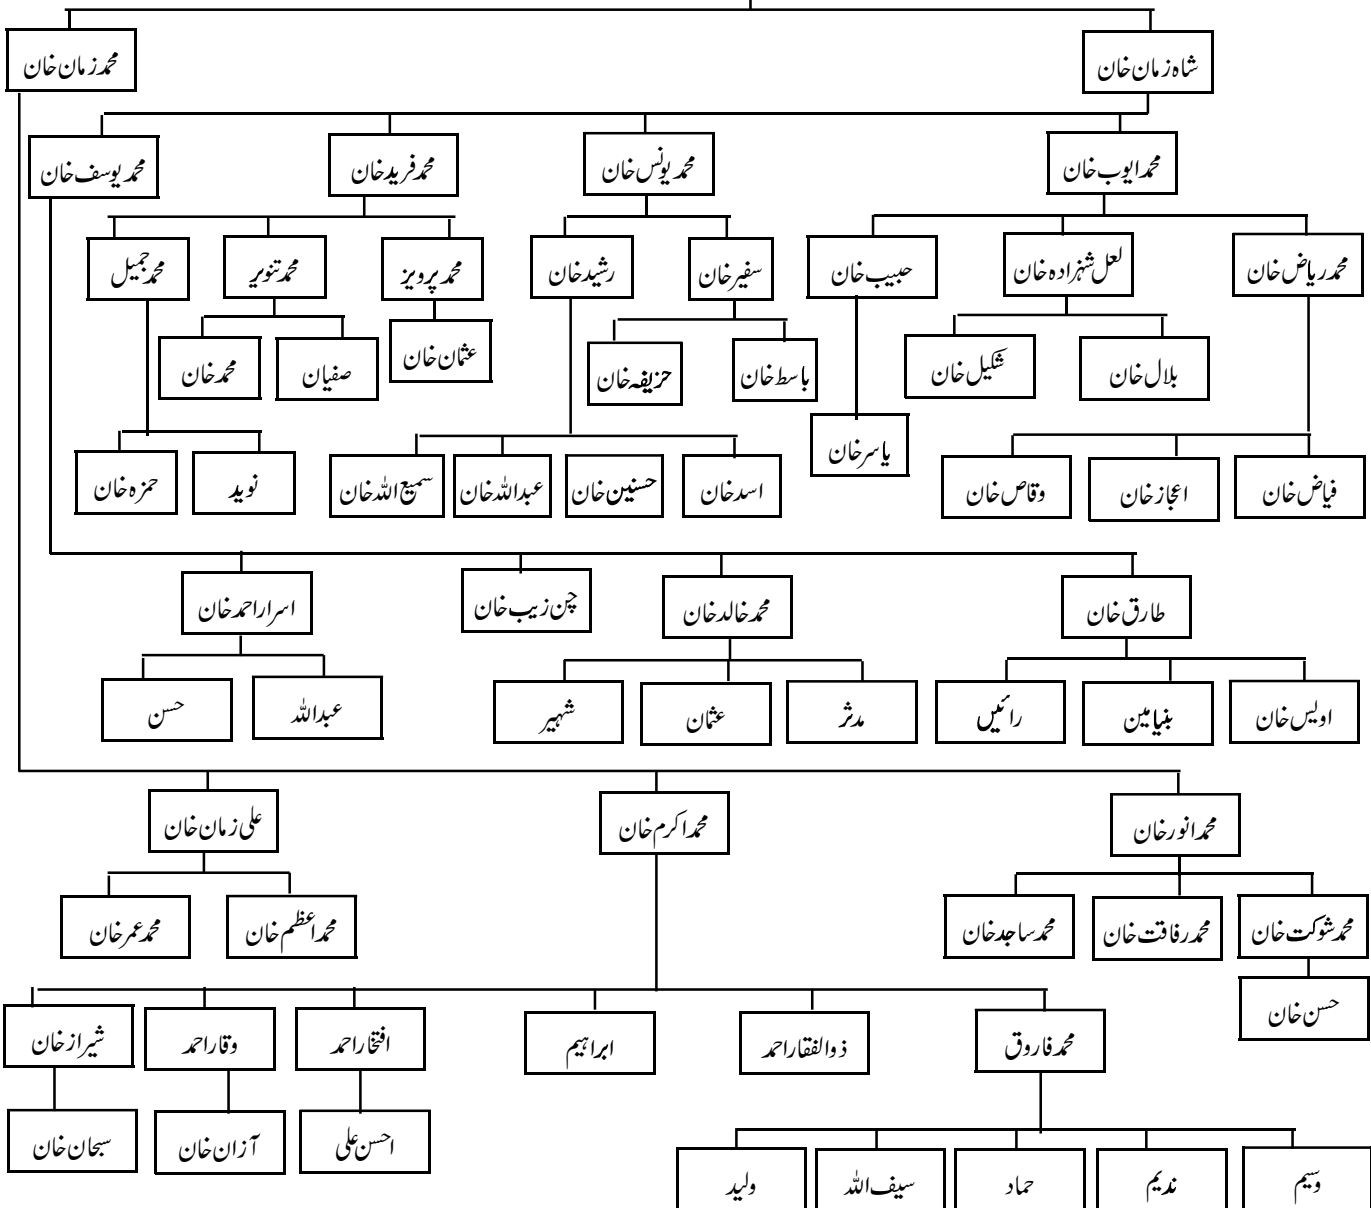 شاہ زمان خان
محمد زمان خان
محمد ایوب خان
محمد یونس خان
محمد فرید خان
محمد یوسف خان
محمد ریاض خان
لعل شہزادہ خان
حبیب خان
سفیر خان
رشید خان
محمد پرویز
محمد تنویر
محمد جمیل
بلال خان
شکیل خان
باسط خان
حزیفہ خان
عثمان خان
صفیان
محمد خان
یاسر خان
فیاض خان
اعجاز خان
وقاص خان
اسد خان
حسنین خان
عبداللہ خان
سمیع اللہ خان
نوید
حمزہ خان
طارق خان
محمد خالد خان
چن زیب خان
اسرار احمد خان
اویس خان
بنیامین
رائیں
مدثر
عثمان
شہیر
عبداللہ
حسن
محمد انور خان
محمد اکرم خان
علی زمان خان
محمد شوکت خان
محمد رفاقت خان
محمد ساجد خان
محمد اعظم خان
محمد عمر خان
حسن خان
محمد فاروق
ذوالفقار احمد
ابراہیم
افتخار احمد
وقار احمد
شیراز خان
احسن علی
آزان خان
سبحان خان
وسیم
ندیم
حماد
سیف اللہ
ولید